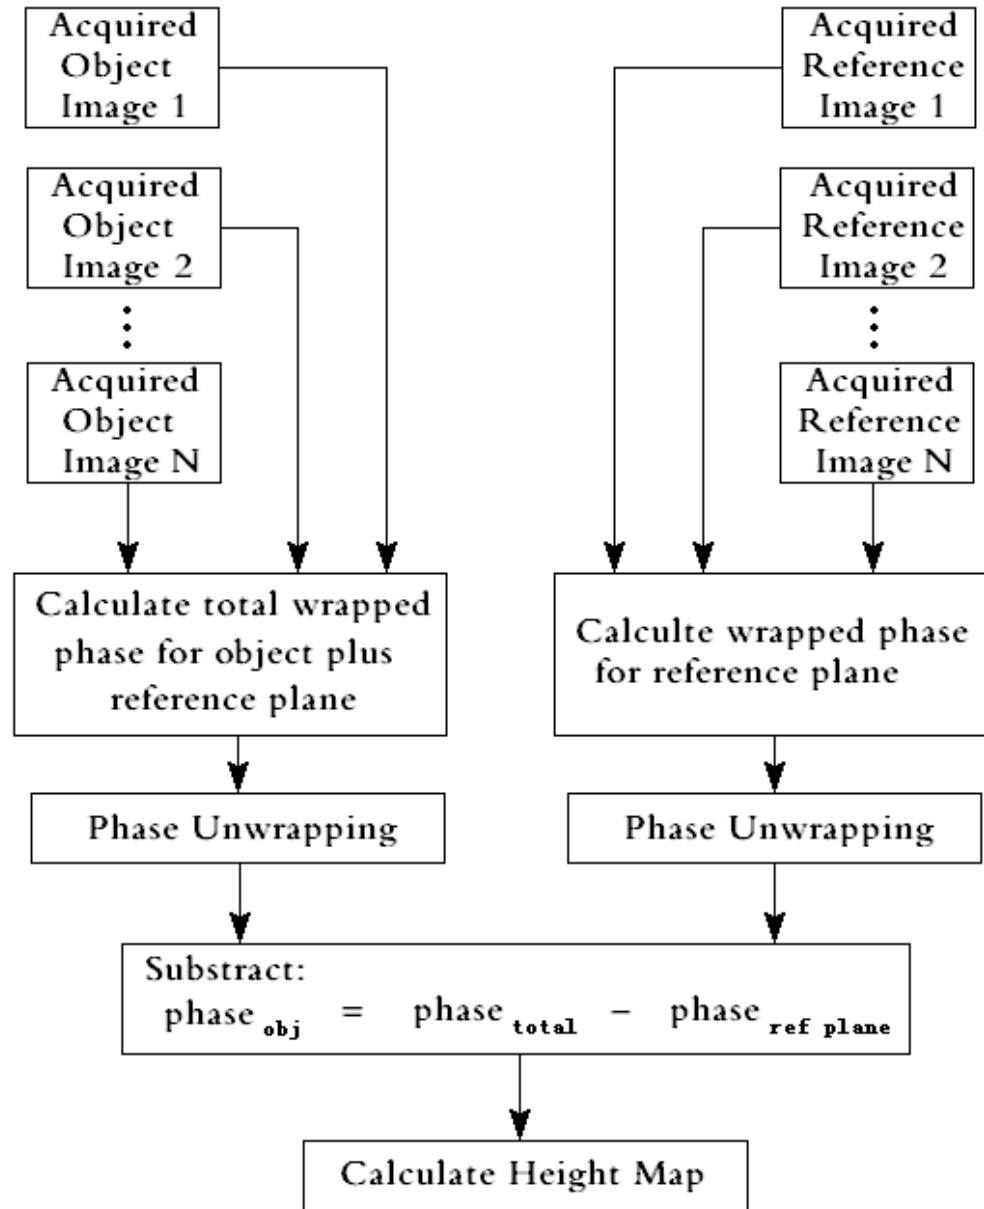 Acquired
Object
Image 1
Acquired
Reference
Image 1
Acquired
Object
Image 2
Acquired
Reference
Image 2
Acquired
Object
Image N
Acquired
Reference
Image N
Calculate total wrapped
phase for object plus
reference plane
Calculte wrapped phase
for reference plane
Phase Unwrapping
Phase Unwrapping
Substract:
phase obj = phase total − phase ref plane
Calculate Height Map